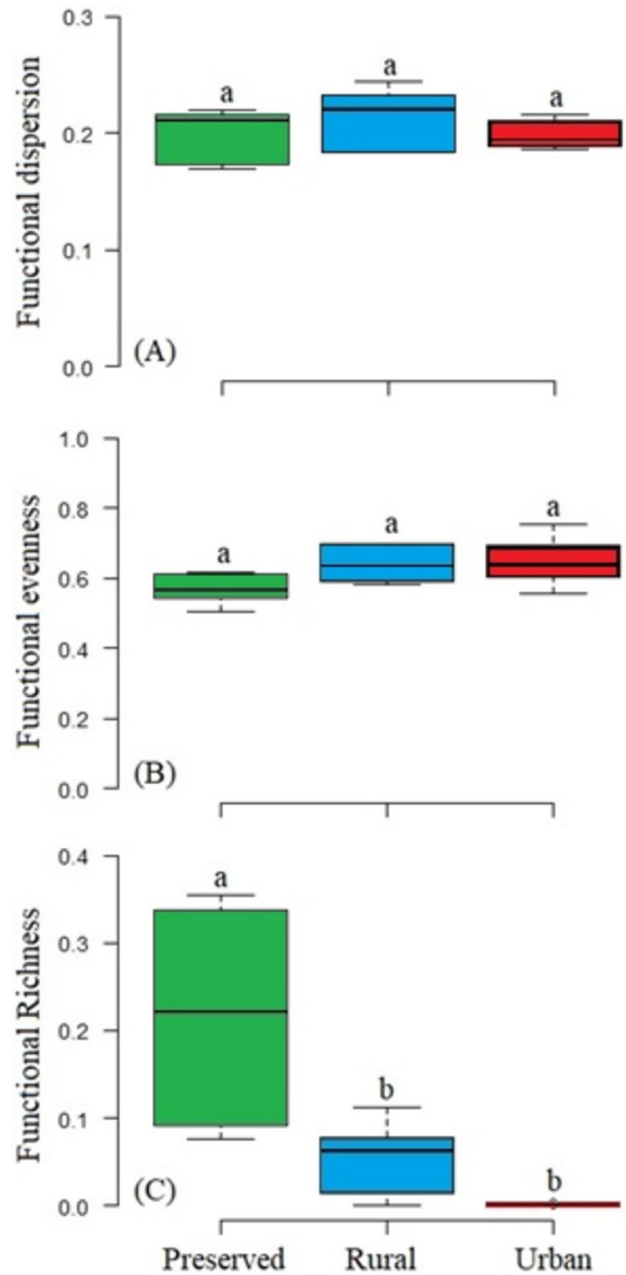 0.3
a
a
a
0.2
0.1
0.0
Functional dispersion
(A)
1.0
0.8
a
a
a
0.6
0.4
0.2
0.0
Functional evenness
(B)
0.4
a
0.3
0.2
0.1
b
b
0.0
Functional Richness
(C)
Preserved Rural Urban